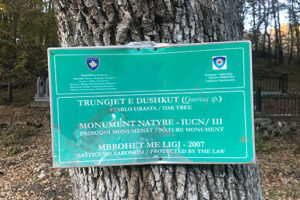 TRUNGJET E DUSHKUT (Quercus sp.)
STABLO HRASTA / OAK TREE
MONUMENT NATYRE - IUCN/ III
PRIRODNI MONUMENAT / NATURE MONUMENT
MBROHET ME LIGJ - 2007
ZAŠTIĆENO ZAKONOM / PROTECTED BY THE LAW